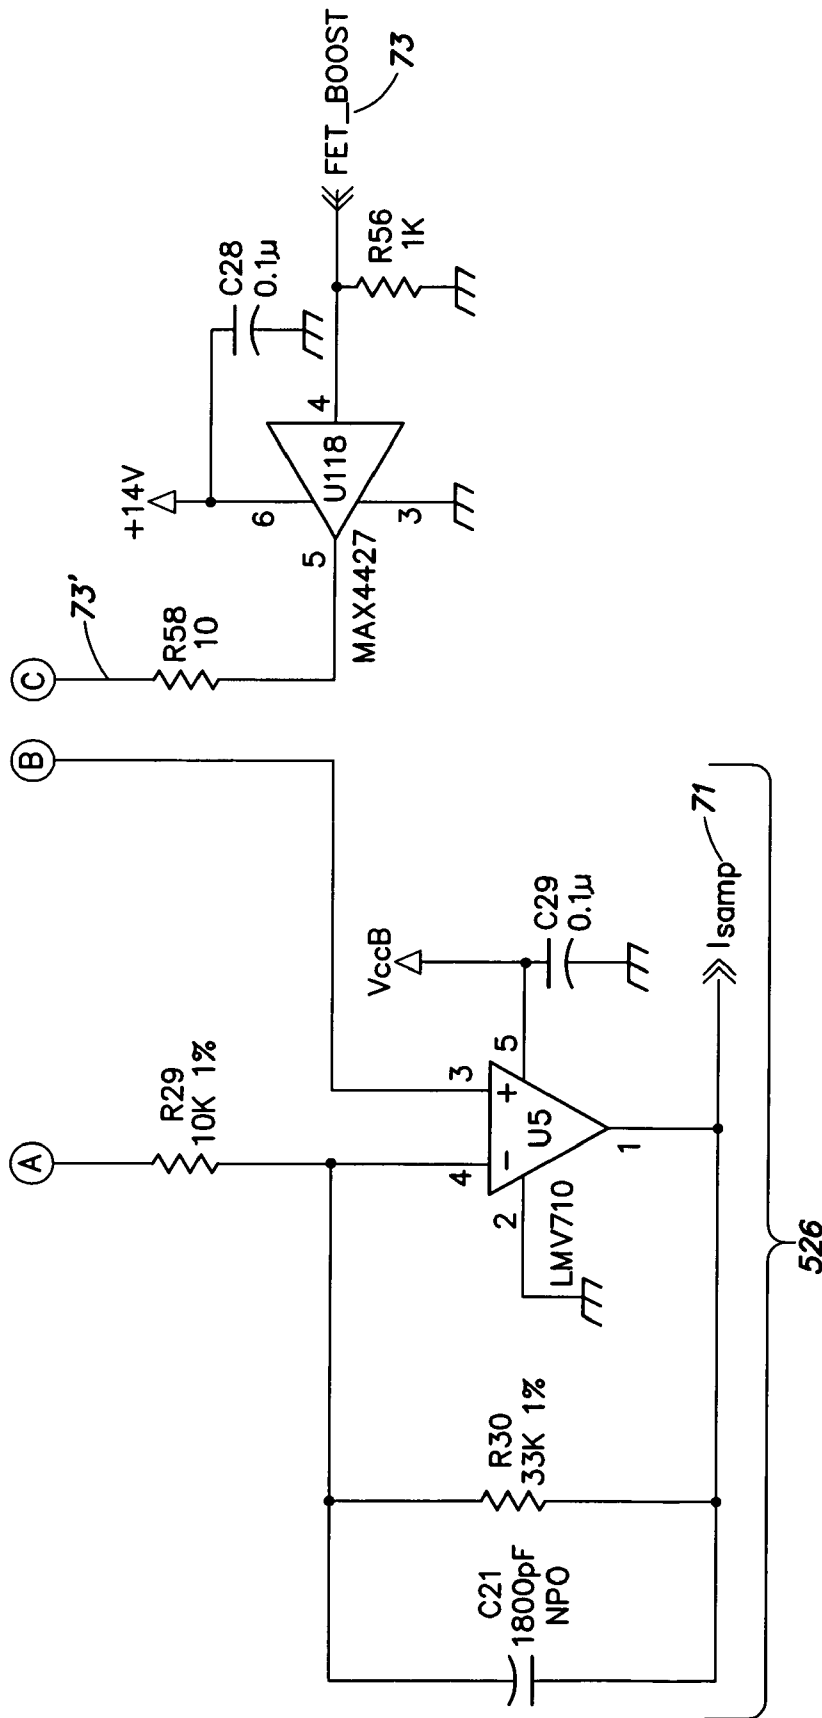 A
R29
10K 1%
C21
1800pF
NPO
R30
33K 1%
4
3
-
+
U5
2
5
LMV710
1
VccB
C29
0.1µ
Isamp
71
526
B
C
73'
R58
10
+14V
C28
0.1µ
6
5
U118
4
3
MAX4427
R56
1K
FET_BOOST
73